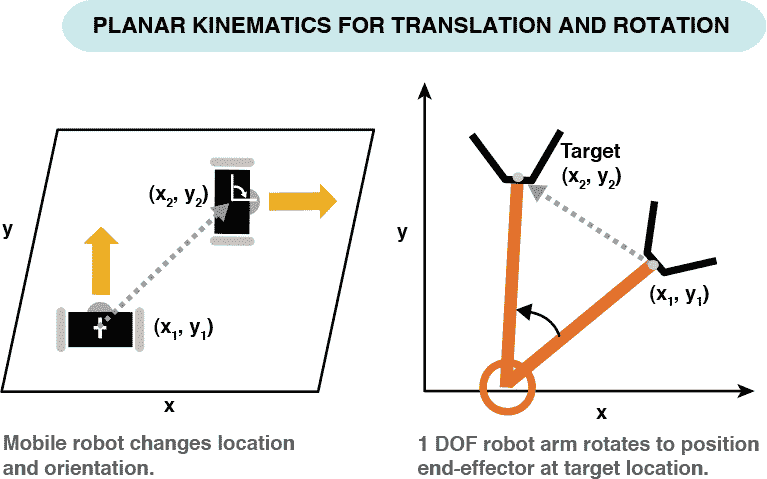 PLANAR KINEMATICS FOR TRANSLATION AND ROTATION
y
(x₂, y₂)
(x₁, y₁)
x
Mobile robot changes location
and orientation.
y
Target
(x₂, y₂)
(x₁, y₁)
x
1 DOF robot arm rotates to position
end-effector at target location.